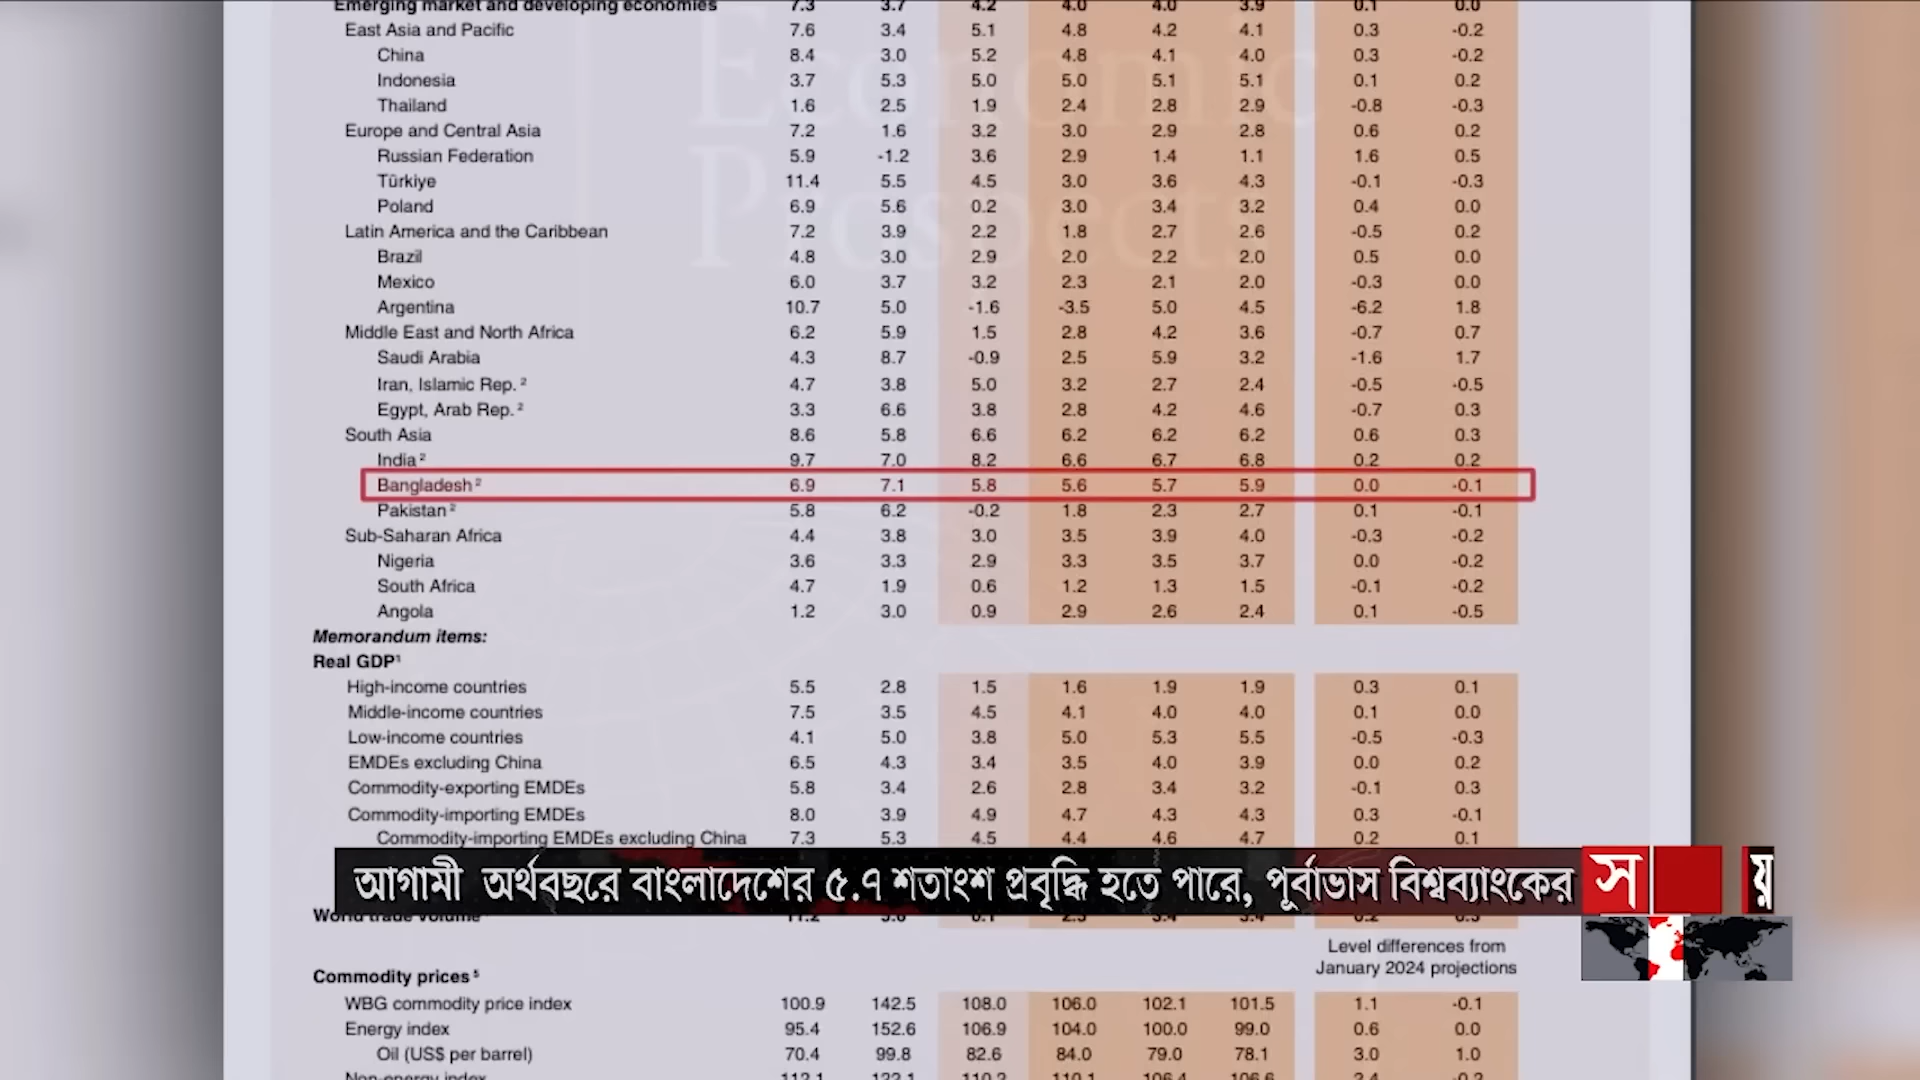 Emerging market and developing economies 7.3 3.7 4.2 4.0 4.0 3.9 0.1 0.0
East Asia and Pacific 7.6 3.4 5.1 4.8 4.2 4.1 0.3 -0.2
China 8.4 3.0 5.2 4.8 4.1 4.0 0.3 -0.2
Indonesia 3.7 5.3 5.0 5.0 5.1 5.1 0.1 0.2
Thailand 1.6 2.5 1.9 2.4 2.8 2.9 -0.8 -0.3
Europe and Central Asia 7.2 1.6 3.2 3.0 2.9 2.8 0.6 0.2
Russian Federation 5.9 -1.2 3.6 2.9 1.4 1.1 1.6 0.5
Türkiye 11.4 5.5 4.5 3.0 3.6 4.3 -0.1 -0.3
Poland 6.9 5.6 0.2 3.0 3.4 3.2 0.4 0.0
Latin America and the Caribbean 7.2 3.9 2.2 1.8 2.7 2.6 -0.5 0.2
Brazil 4.8 3.0 2.9 2.0 2.2 2.0 0.5 0.0
Mexico 6.0 3.7 3.2 2.3 2.1 2.0 -0.3 0.0
Argentina 10.7 5.0 -1.6 -3.5 5.0 4.5 -6.2 1.8
Middle East and North Africa 6.2 5.9 1.5 2.8 4.2 3.6 -0.7 0.7
Saudi Arabia 4.3 8.7 -0.9 2.5 5.9 3.2 -1.6 1.7
Iran, Islamic Rep. ² 4.7 3.8 5.0 3.2 2.7 2.4 -0.5 -0.5
Egypt, Arab Rep. ² 3.3 6.6 3.8 2.8 4.2 4.6 -0.7 0.3
South Asia 8.6 5.8 6.6 6.2 6.2 6.2 0.6 0.3
India ² 9.7 7.0 8.2 6.6 6.7 6.8 0.2 0.2
Bangladesh ² 6.9 7.1 5.8 5.6 5.7 5.9 0.0 -0.1
Pakistan ² 5.8 6.2 -0.2 1.8 2.3 2.7 0.1 -0.1
Sub-Saharan Africa 4.4 3.8 3.0 3.5 3.9 4.0 -0.3 -0.2
Nigeria 3.6 3.3 2.9 3.3 3.5 3.7 0.0 -0.2
South Africa 4.7 1.9 0.6 1.2 1.3 1.5 -0.1 -0.2
Angola 1.2 3.0 0.9 2.9 2.6 2.4 0.1 -0.5
Memorandum items:
Real GDP¹
High-income countries 5.5 2.8 1.5 1.6 1.9 1.9 0.3 0.1
Middle-income countries 7.5 3.5 4.5 4.1 4.0 4.0 0.1 0.0
Low-income countries 4.1 5.0 3.8 5.0 5.3 5.5 -0.5 -0.3
EMDEs excluding China 6.5 4.3 3.4 3.5 4.0 3.9 0.0 0.2
Commodity-exporting EMDEs 5.8 3.4 2.6 2.8 3.4 3.2 -0.1 0.3
Commodity-importing EMDEs 8.0 3.9 4.9 4.7 4.3 4.3 0.3 -0.1
Commodity-importing EMDEs excluding China 7.3 5.3 4.5 4.4 4.6 4.7 0.2 0.1
আগামী অর্থবছরে বাংলাদেশের ৫.৭ শতাংশ প্রবৃদ্ধি হতে পারে, পূর্বাভাস বিশ্বব্যাংকের
স য়
World trade volume
Level differences from
January 2024 projections
Commodity prices ⁵
WBG commodity price index 100.9 142.5 108.0 106.0 102.1 101.5 1.1 -0.1
Energy index 95.4 152.6 106.9 104.0 100.0 99.0 0.6 0.0
Oil (US$ per barrel) 70.4 99.8 82.6 84.0 79.0 78.1 3.0 1.0
Non-energy index
Economic
Prospects